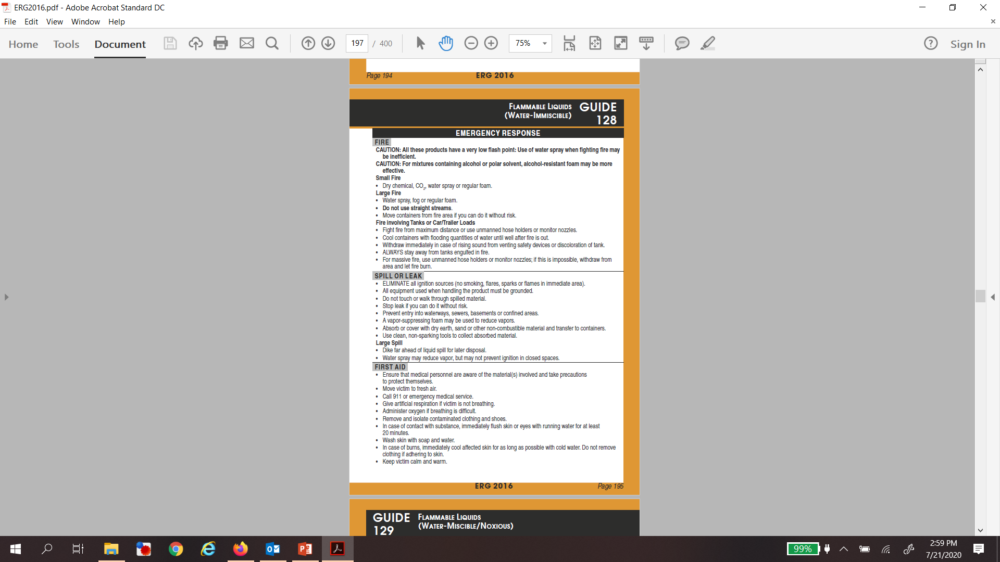 ERG2016.pdf - Adobe Acrobat Standard DC
File Edit View Window Help
Home Tools Document 197 / 400 75% Sign In
Page 194 ERG 2016
FLAMMABLE LIQUIDS GUIDE
(WATER-IMMISCIBLE) 128
EMERGENCY RESPONSE
FIRE
CAUTION: All these products have a very low flash point: Use of water spray when fighting fire may
be inefficient.
CAUTION: For mixtures containing alcohol or polar solvent, alcohol-resistant foam may be more
effective.
Small Fire
• Dry chemical, CO2, water spray or regular foam.
Large Fire
• Water spray, fog or regular foam.
• Do not use straight streams.
• Move containers from fire area if you can do it without risk.
Fire involving Tanks or Car/Trailer Loads
• Fight fire from maximum distance or use unmanned hose holders or monitor nozzles.
• Cool containers with flooding quantities of water until well after fire is out.
• Withdraw immediately in case of rising sound from venting safety devices or discoloration of tank.
• ALWAYS stay away from tanks engulfed in fire.
• For massive fire, use unmanned hose holders or monitor nozzles; if this is impossible, withdraw from
area and let fire burn.
SPILL OR LEAK
• ELIMINATE all ignition sources (no smoking, flares, sparks or flames in immediate area).
• All equipment used when handling the product must be grounded.
• Do not touch or walk through spilled material.
• Stop leak if you can do it without risk.
• Prevent entry into waterways, sewers, basements or confined areas.
• A vapor-suppressing foam may be used to reduce vapors.
• Absorb or cover with dry earth, sand or other non-combustible material and transfer to containers.
• Use clean, non-sparking tools to collect absorbed material.
Large Spill
• Dike far ahead of liquid spill for later disposal.
• Water spray may reduce vapor, but may not prevent ignition in closed spaces.
FIRST AID
• Ensure that medical personnel are aware of the material(s) involved and take precautions
to protect themselves.
• Move victim to fresh air.
• Call 911 or emergency medical service.
• Give artificial respiration if victim is not breathing.
• Administer oxygen if breathing is difficult.
• Remove and isolate contaminated clothing and shoes.
• In case of contact with substance, immediately flush skin or eyes with running water for at least
20 minutes.
• Wash skin with soap and water.
• In case of burns, immediately cool affected skin for as long as possible with cold water. Do not remove
clothing if adhering to skin.
• Keep victim calm and warm.
ERG 2016 Page 195
GUIDE FLAMMABLE LIQUIDS
129 (WATER-MISCIBLE/NOXIOUS)
99% 2:59 PM
7/21/2020